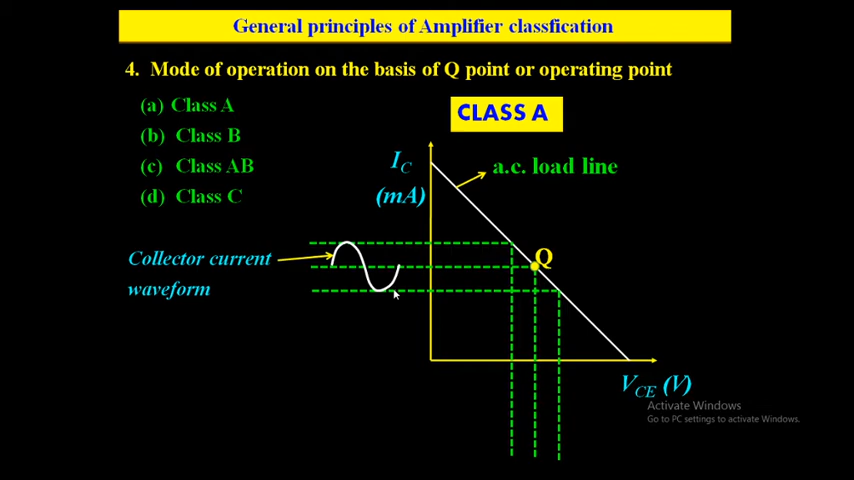 General principles of Amplifier classfication
4. Mode of operation on the basis of Q point or operating point
(a) Class A
(b) Class B
(c) Class AB
(d) Class C
CLASS A
I_C
(mA)
a.c. load line
Q
Collector current
waveform
V_CE (V)
Activate Windows
Go to PC settings to activate Windows.